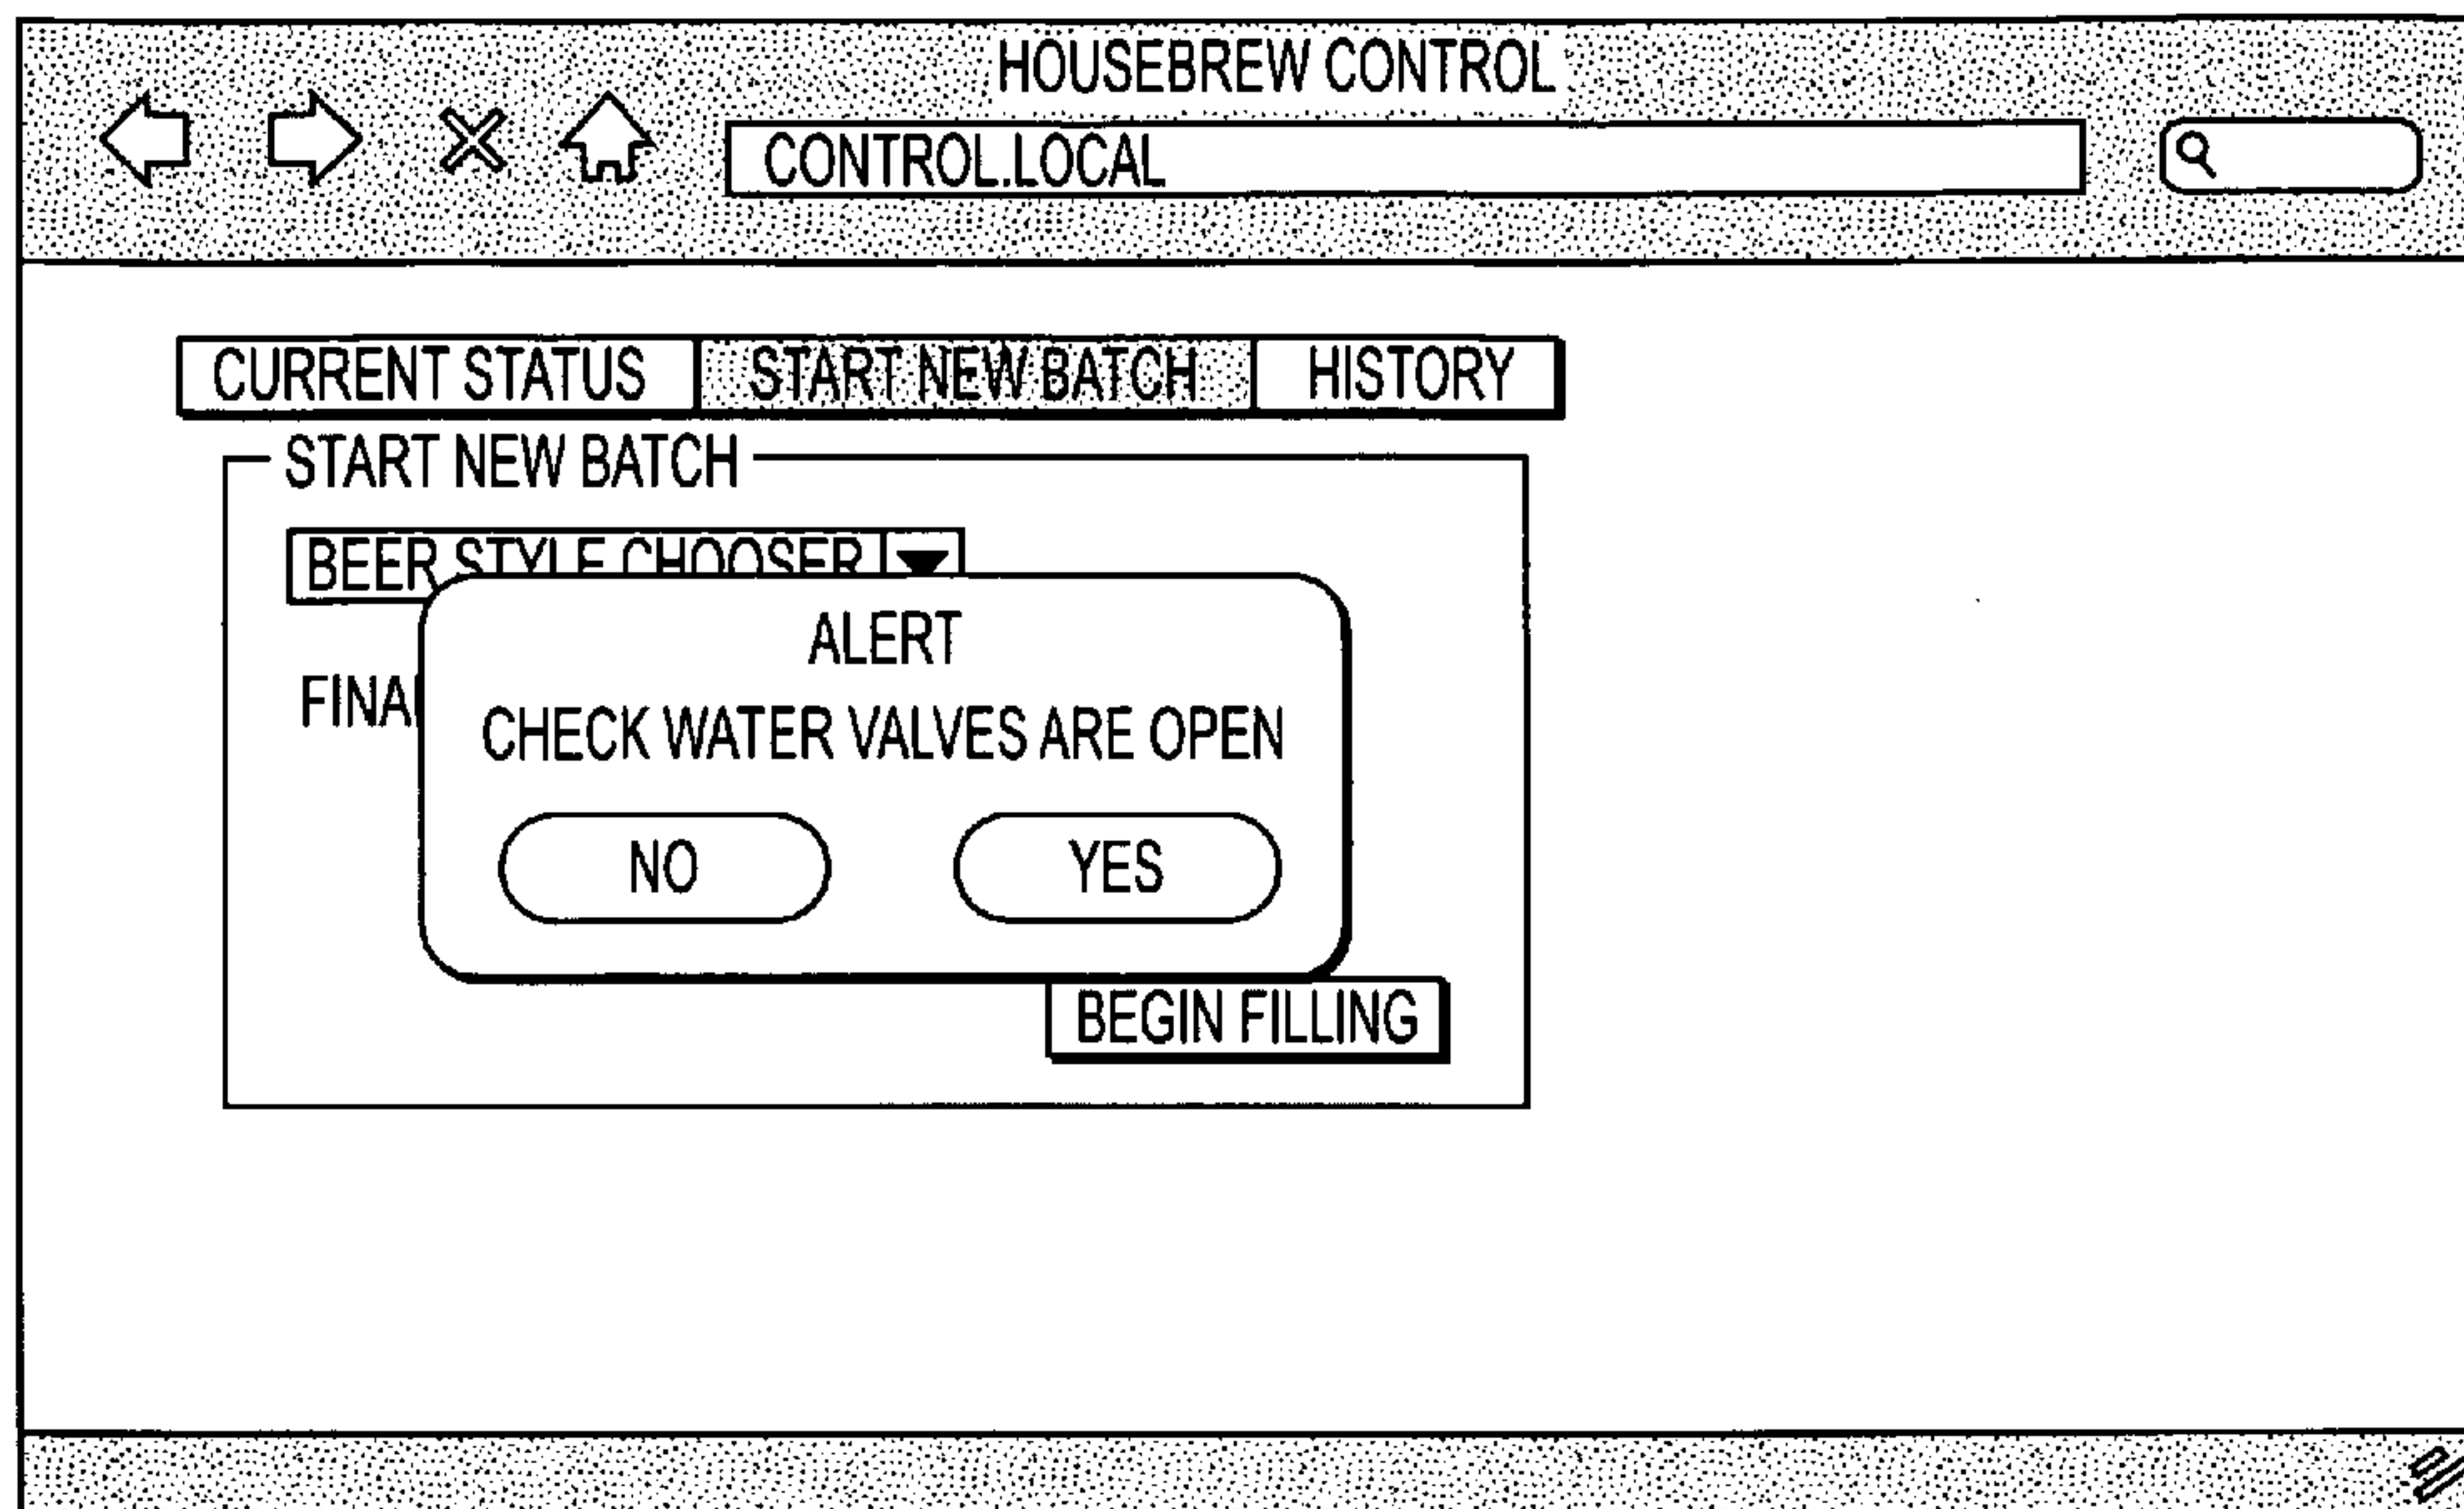 HOUSEBREW CONTROL
CONTROL.LOCAL
CURRENT STATUS START NEW BATCH HISTORY
START NEW BATCH
BEER STYLE CHOOSER
ALERT
CHECK WATER VALVES ARE OPEN
NO YES
BEGIN FILLING